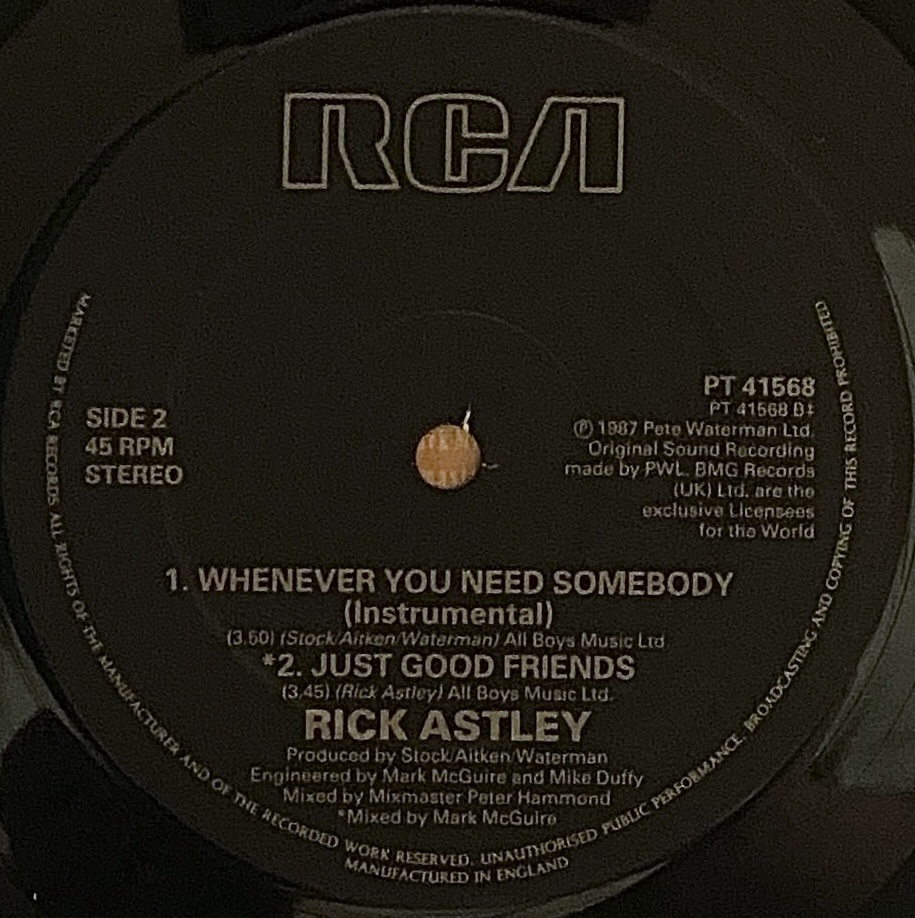 RCA
MARKETED BY RCA RECORDS ALL RIGHTS OF THE MANUFACTURER AND OF THE RECORDED WORK RESERVED. UNAUTHORISED PUBLIC PERFORMANCE, BROADCASTING AND COPYING OF THIS RECORD PROHIBITED
SIDE 2
45 RPM
STEREO
PT 41568
PT 41568 B‡
℗ 1987 Pete Waterman Ltd.
Original Sound Recording
made by PWL. BMG Records
(UK) Ltd. are the
exclusive Licensees
for the World
1. WHENEVER YOU NEED SOMEBODY
(Instrumental)
(3.50) (Stock/Aitken/Waterman) All Boys Music Ltd
*2. JUST GOOD FRIENDS
(3.45) (Rick Astley) All Boys Music Ltd.
RICK ASTLEY
Produced by Stock/Aitken/Waterman
Engineered by Mark McGuire and Mike Duffy
Mixed by Mixmaster Peter Hammond
*Mixed by Mark McGuire
MANUFACTURED IN ENGLAND